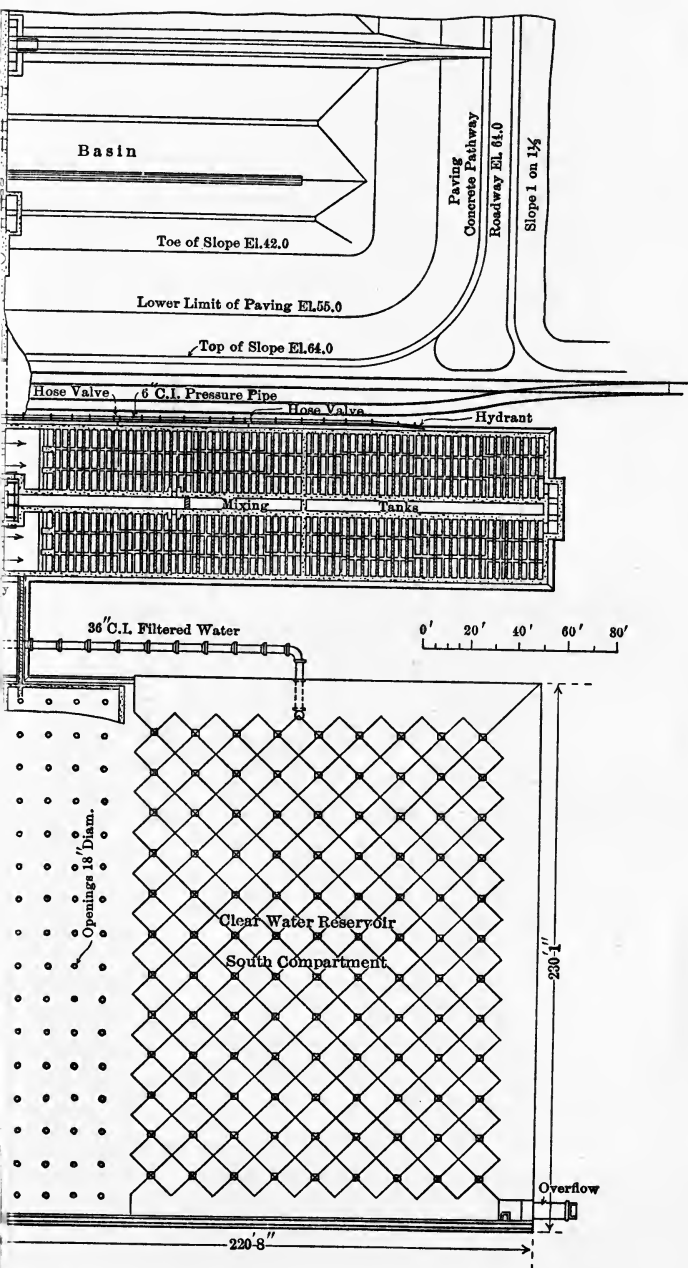 Basin
Paving
Concrete Pathway
Roadway El. 64.0
Slope 1 on 1½
Toe of Slope El.42.0
Lower Limit of Paving El.55.0
Top of Slope El.64.0
Hose Valve
6" C.I. Pressure Pipe
Hose Valve
Hydrant
Mixing
Tanks
y
36" C.I. Filtered Water
0' 20' 40' 60' 80'
Openings 18" Diam.
Clear Water Reservoir
South Compartment
230'1"
Overflow
220'8"